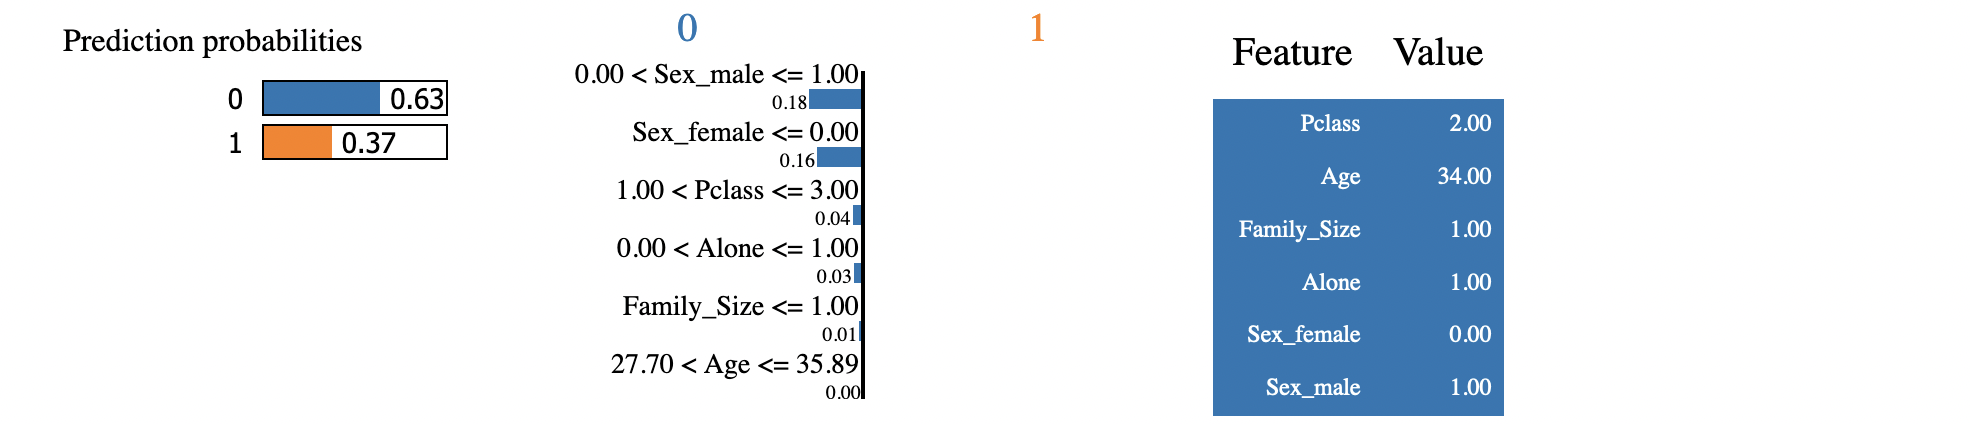 Prediction probabilities
0 0.63
1 0.37
0 1
0.00 < Sex_male <= 1.00
0.18
Sex_female <= 0.00
0.16
1.00 < Pclass <= 3.00
0.04
0.00 < Alone <= 1.00
0.03
Family_Size <= 1.00
0.01
27.70 < Age <= 35.89
0.00
Feature Value
Pclass 2.00
Age 34.00
Family_Size 1.00
Alone 1.00
Sex_female 0.00
Sex_male 1.00